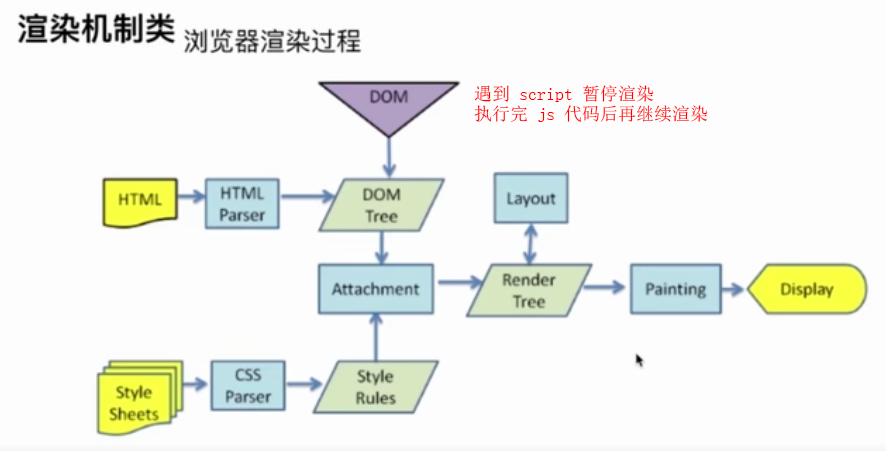 渲染机制类 浏览器渲染过程
DOM
遇到 script 暂停渲染
执行完 js 代码后再继续渲染
HTML
HTML
Parser
DOM
Tree
Layout
Attachment
Render
Tree
Painting
Display
Style
Sheets
CSS
Parser
Style
Rules